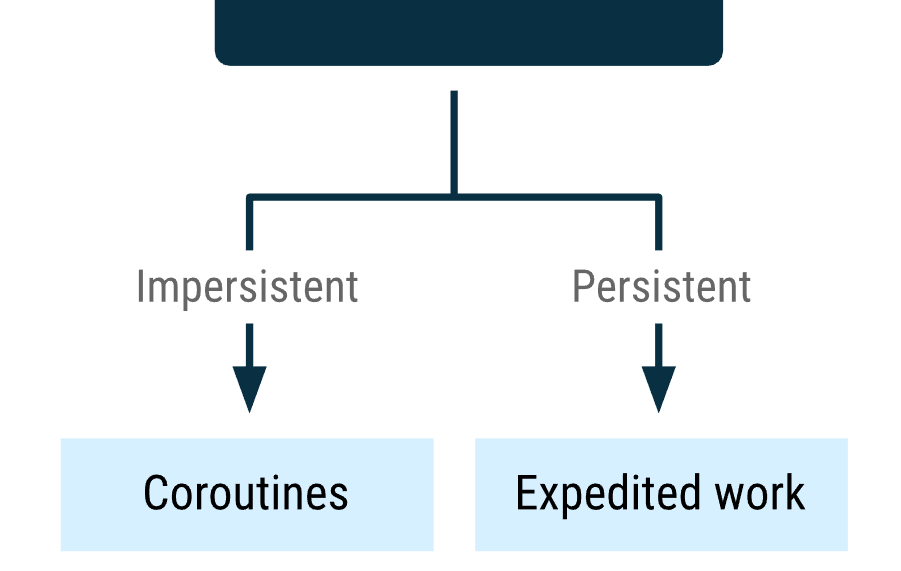 Impersistent
Persistent
Coroutines
Expedited work